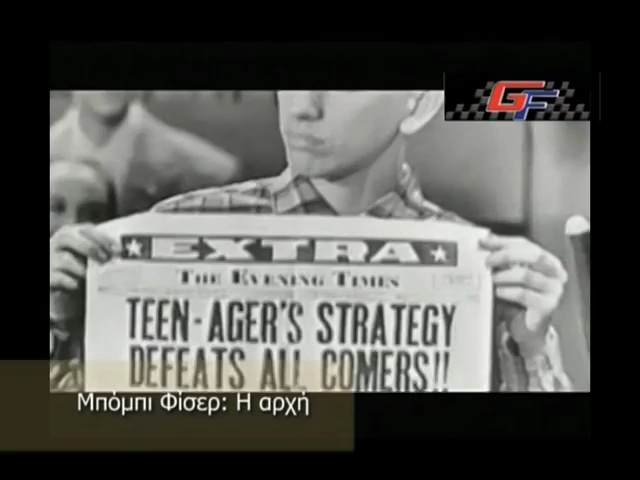 GF
★ EXTRA ★
THE EVENING TIMES
TEEN-AGER'S STRATEGY
DEFEATS ALL COMERS!!
Μπόμπι Φίσερ: Η αρχή